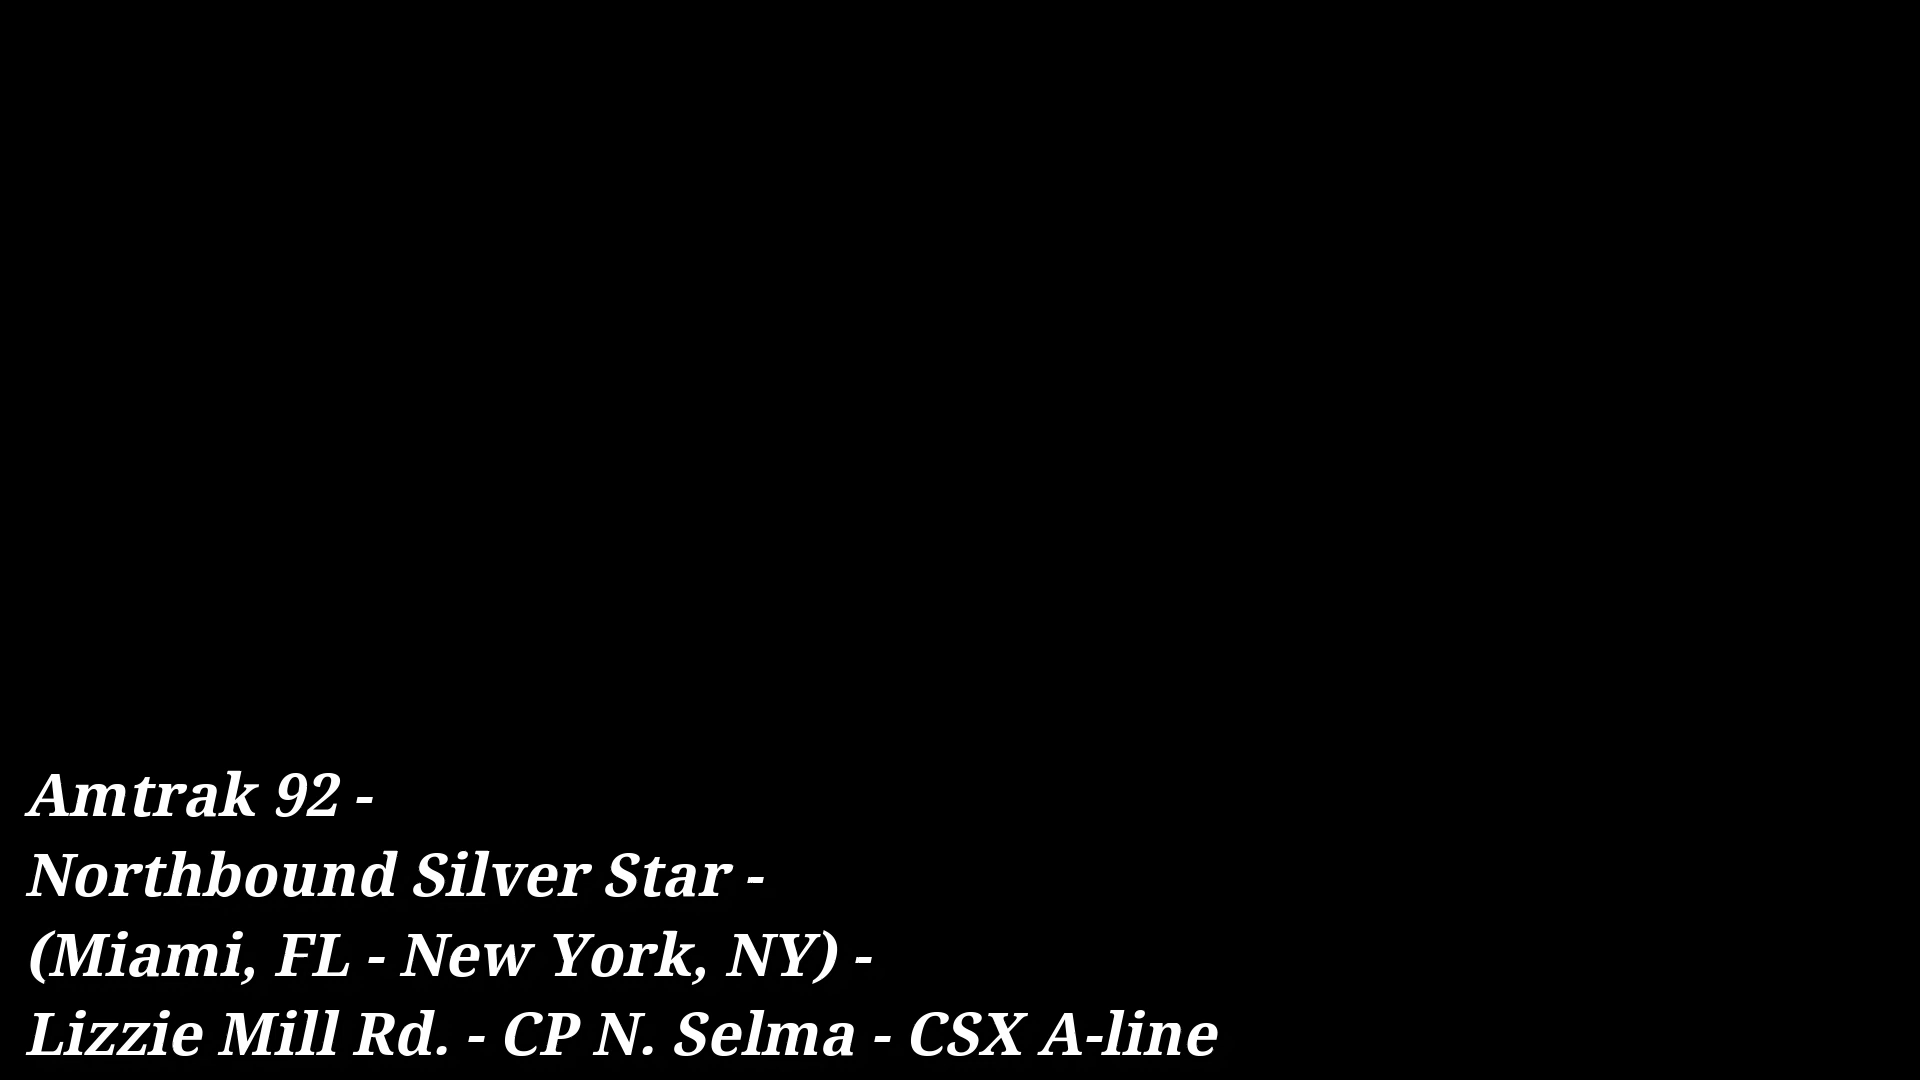 Amtrak 92 -
Northbound Silver Star -
(Miami, FL - New York, NY) -
Lizzie Mill Rd. - CP N. Selma - CSX A-line